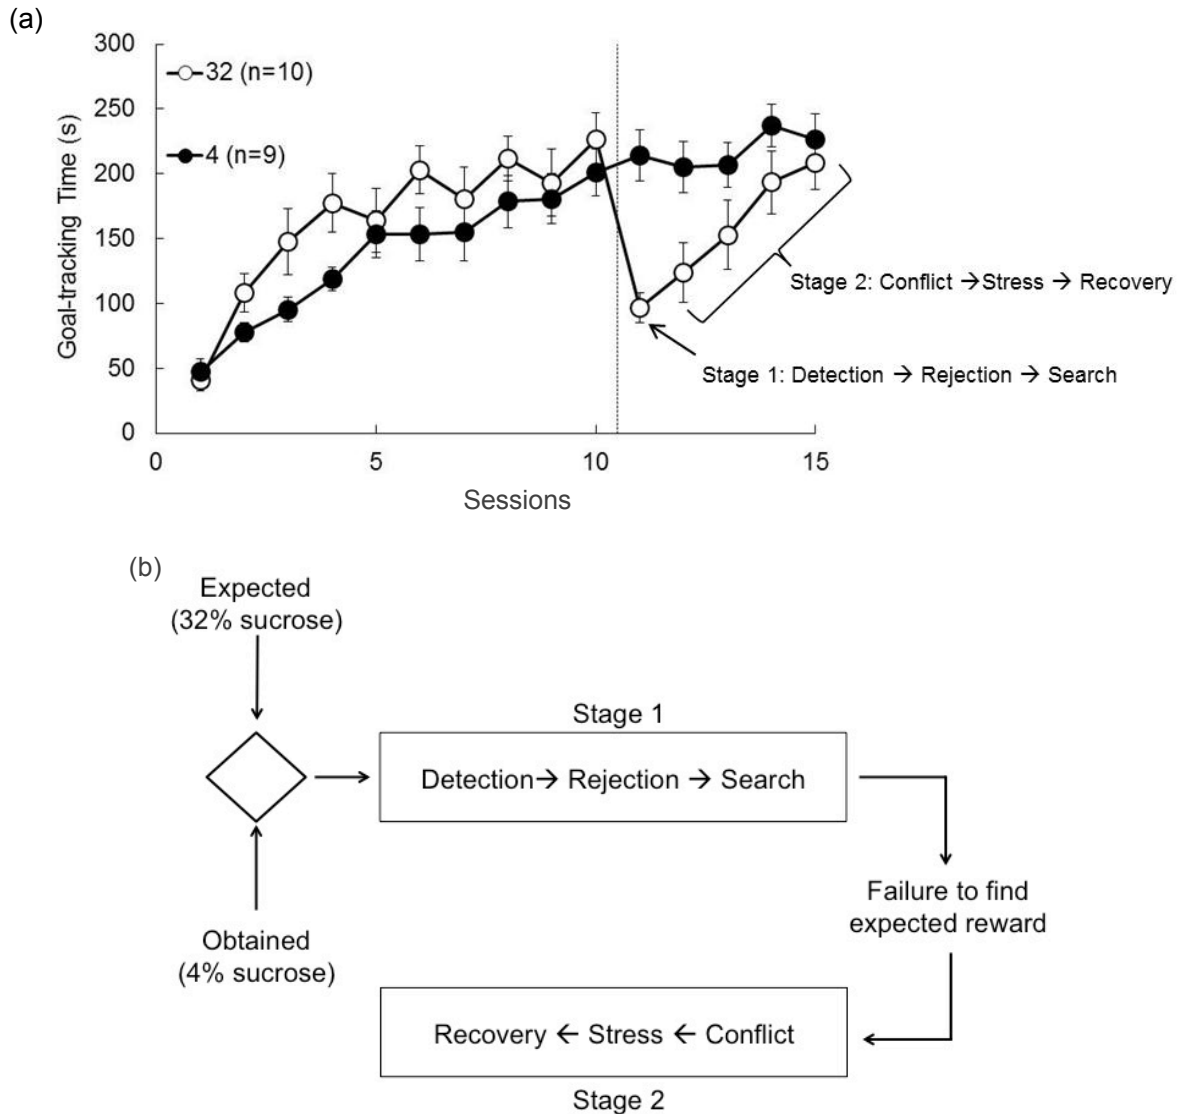 (a)
300
250
200
150
100
50
0
Goal-tracking Time (s)
32 (n=10)
4 (n=9)
Stage 2: Conflict →Stress → Recovery
Stage 1: Detection → Rejection → Search
0 5 10 15
Sessions
(b)
Expected
(32% sucrose)
Stage 1
Detection→ Rejection → Search
Failure to find
expected reward
Obtained
(4% sucrose)
Recovery ← Stress ← Conflict
Stage 2